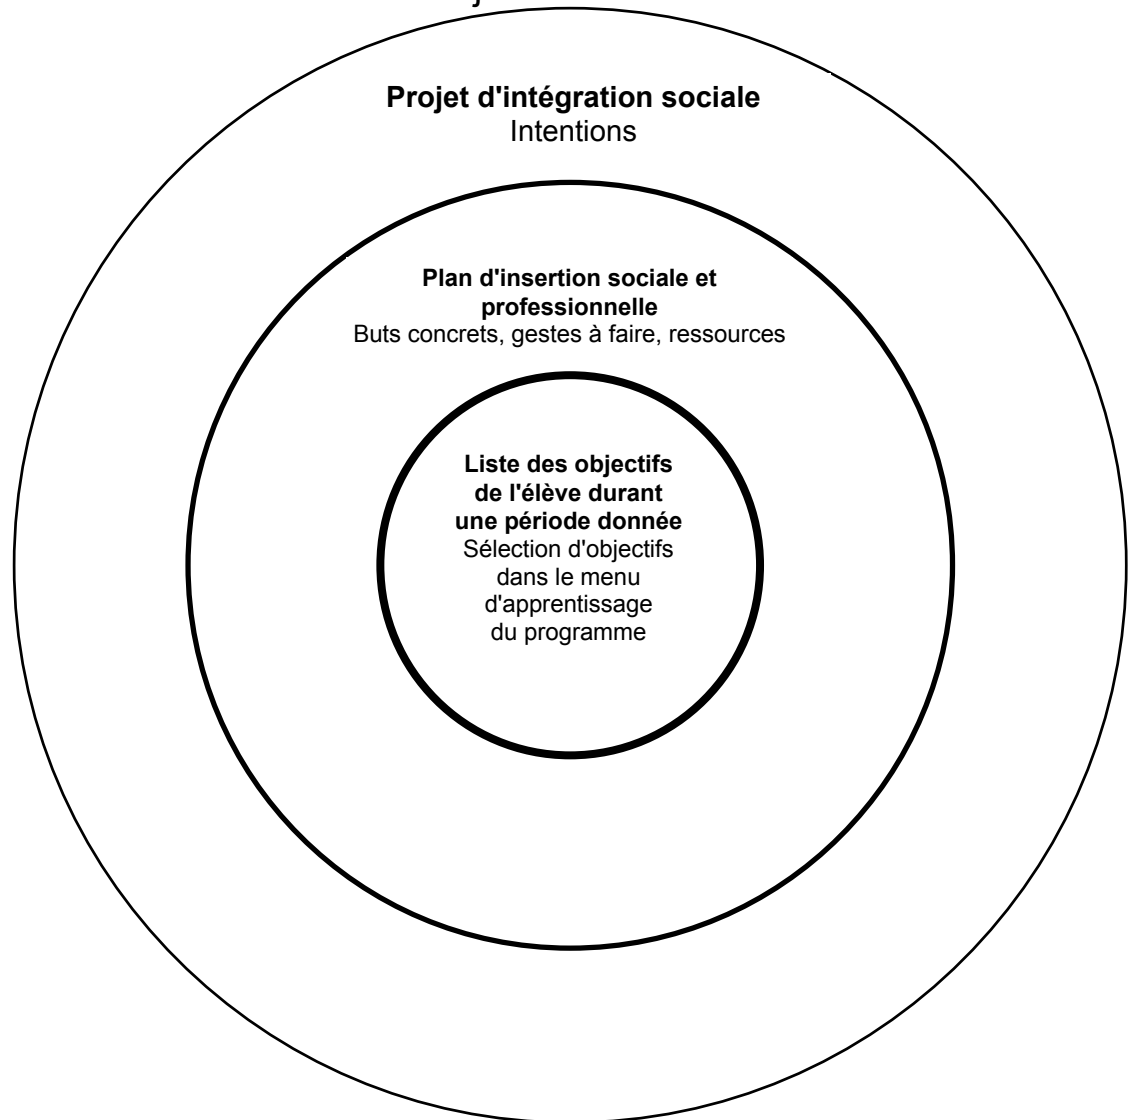 Projet d'intégration sociale
Intentions
Plan d'insertion sociale et
professionnelle
Buts concrets, gestes à faire, ressources
Liste des objectifs
de l'élève durant
une période donnée
Sélection d'objectifs
dans le menu
d'apprentissage
du programme